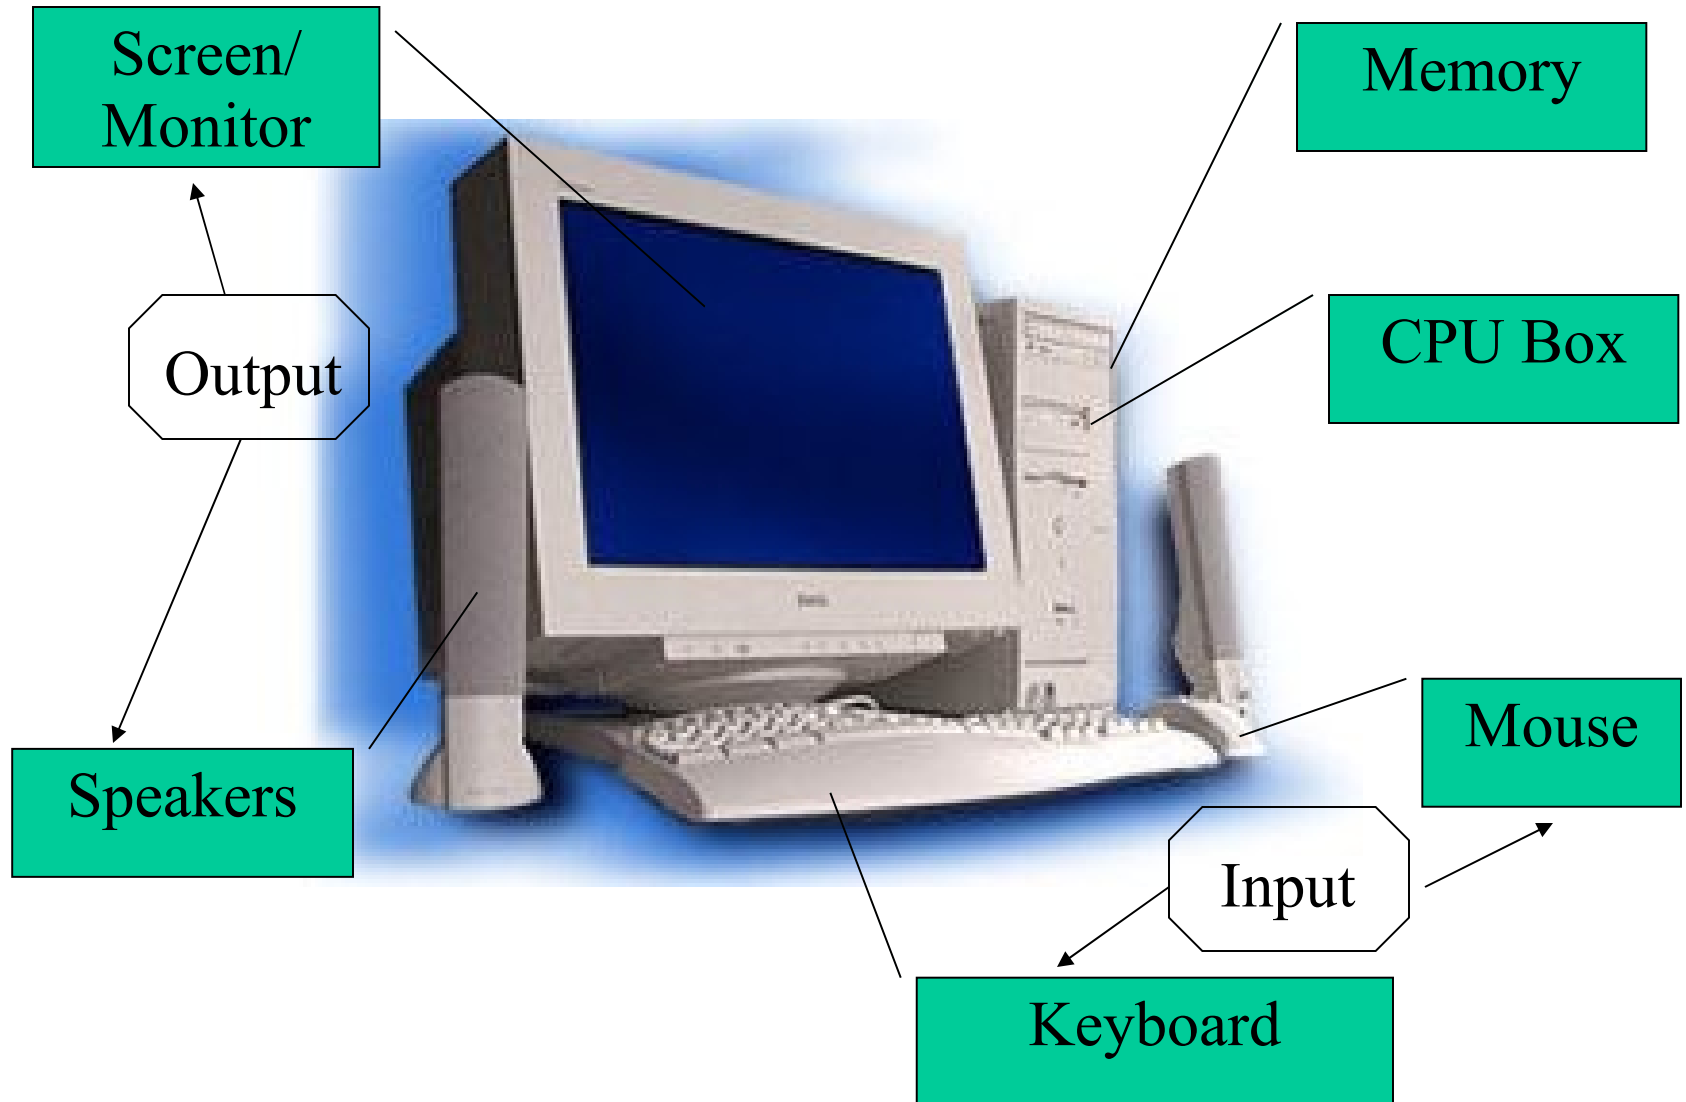 Screen/
Monitor
Memory
CPU Box
Output
Mouse
Speakers
Input
Keyboard